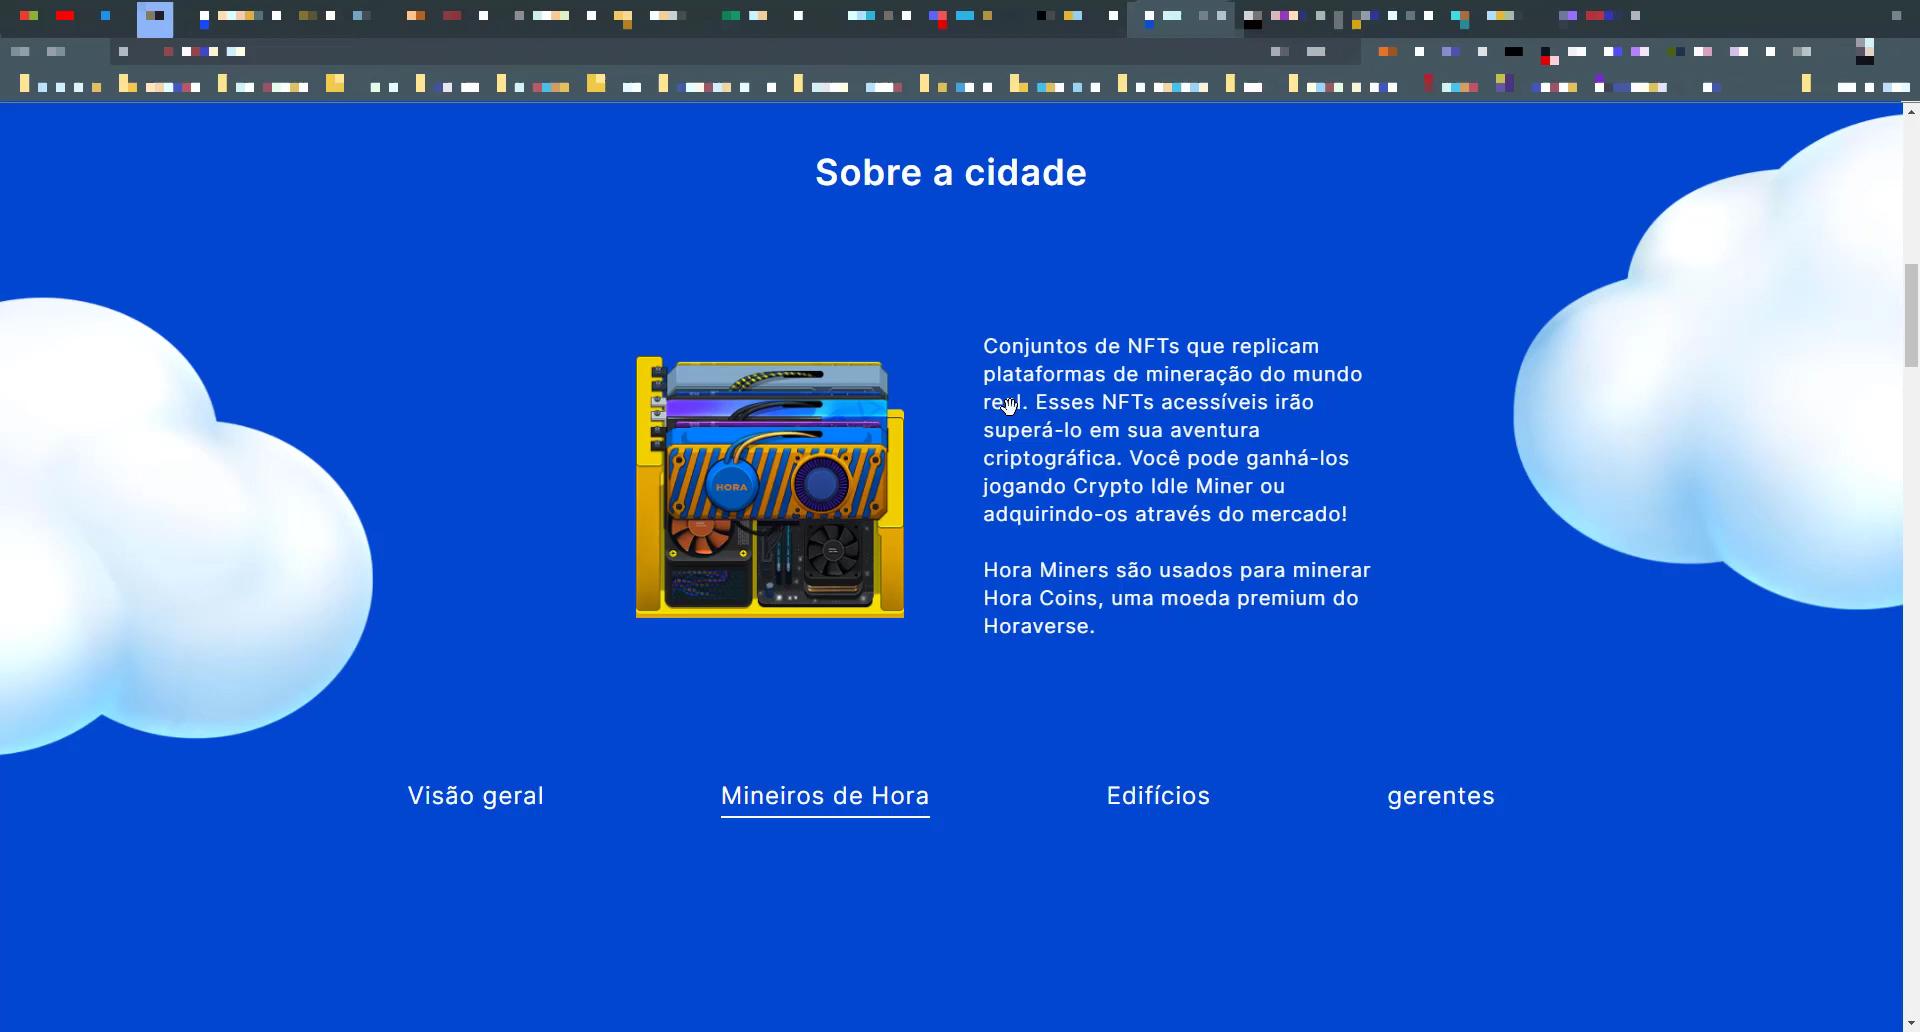 Sobre a cidade
Conjuntos de NFTs que replicam
plataformas de mineração do mundo
real. Esses NFTs acessíveis irão
superá-lo em sua aventura
criptográfica. Você pode ganhá-los
jogando Crypto Idle Miner ou
adquirindo-os através do mercado!
HORA
Hora Miners são usados para minerar
Hora Coins, uma moeda premium do
Horaverse.
Visão geral
Mineiros de Hora
Edifícios
gerentes